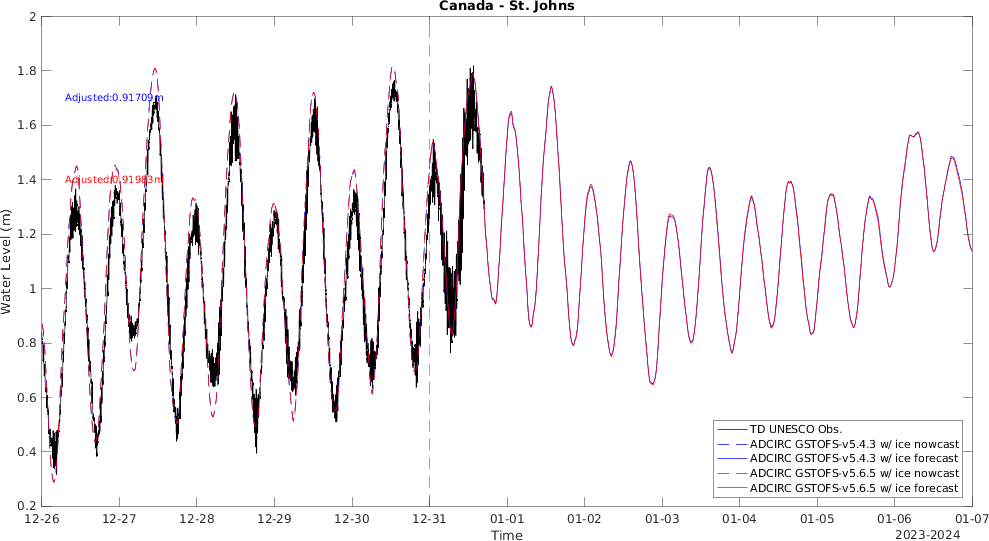 Canada - St. Johns
2
1.8
1.6
1.4
1.2
1
0.8
0.6
0.4
0.2
Water Level (m)
Adjusted:0.91709m
Adjusted:0.91983m
TD UNESCO Obs.
ADCIRC GSTOFS-v5.4.3 w/ ice nowcast
ADCIRC GSTOFS-v5.4.3 w/ ice forecast
ADCIRC GSTOFS-v5.6.5 w/ ice nowcast
ADCIRC GSTOFS-v5.6.5 w/ ice forecast
12-26 12-27 12-28 12-29 12-30 12-31 01-01 01-02 01-03 01-04 01-05 01-06 01-07
Time
2023-2024